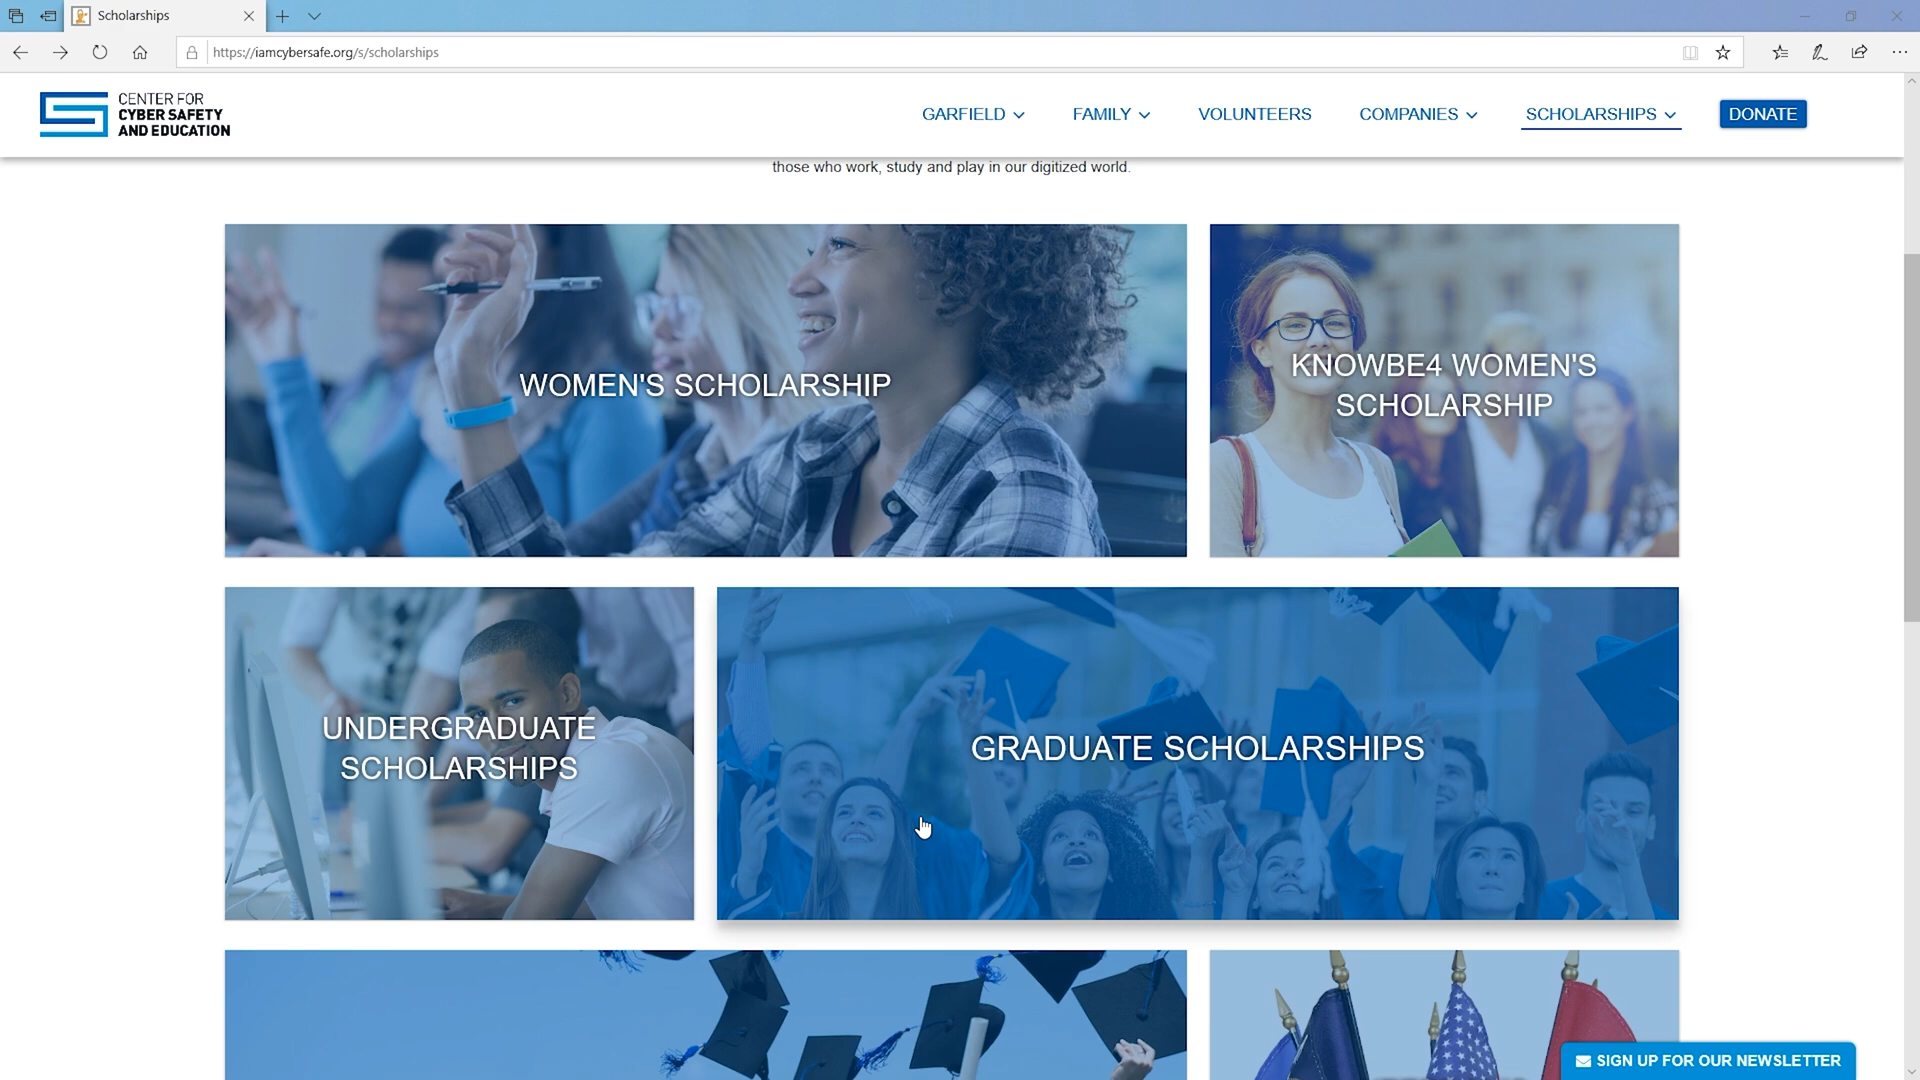 Scholarships
https://iamcybersafe.org/s/scholarships
CENTER FOR
CYBER SAFETY
AND EDUCATION
GARFIELD
FAMILY
VOLUNTEERS
COMPANIES
SCHOLARSHIPS
DONATE
those who work, study and play in our digitized world.
WOMEN'S SCHOLARSHIP
KNOWBE4 WOMEN'S
SCHOLARSHIP
UNDERGRADUATE
SCHOLARSHIPS
GRADUATE SCHOLARSHIPS
SIGN UP FOR OUR NEWSLETTER